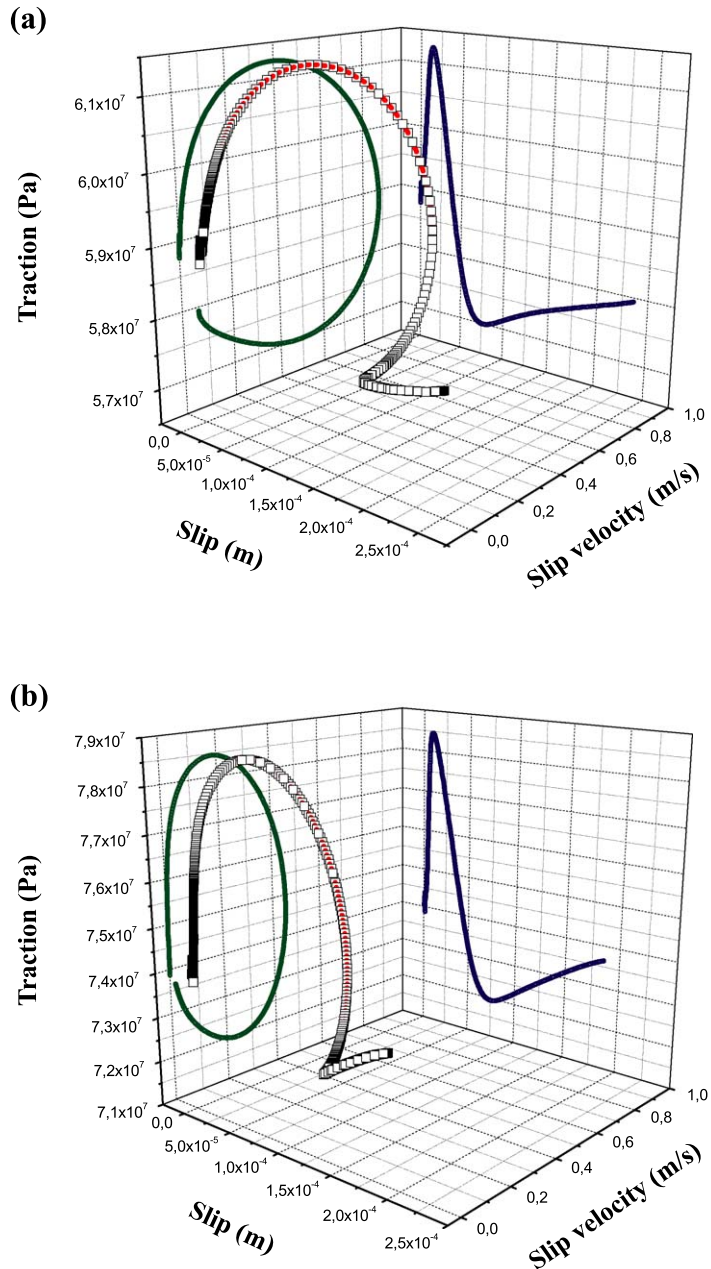 (a)
6,1x10⁷
6,0x10⁷
5,9x10⁷
5,8x10⁷
5,7x10⁷
Traction (Pa)
0,0
5,0x10⁻⁵
1,0x10⁻⁴
1,5x10⁻⁴
2,0x10⁻⁴
2,5x10⁻⁴
Slip (m)
0,0
0,2
0,4
0,6
0,8
1,0
Slip velocity (m/s)
(b)
7,9x10⁷
7,8x10⁷
7,7x10⁷
7,6x10⁷
7,5x10⁷
7,4x10⁷
7,3x10⁷
7,2x10⁷
7,1x10⁷
Traction (Pa)
0,0
5,0x10⁻⁵
1,0x10⁻⁴
1,5x10⁻⁴
2,0x10⁻⁴
2,5x10⁻⁴
Slip (m)
0,0
0,2
0,4
0,6
0,8
1,0
Slip velocity (m/s)